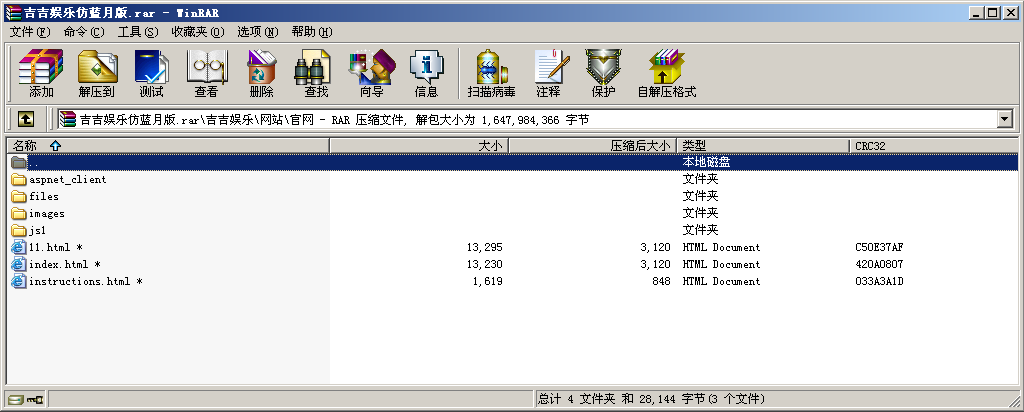 吉吉娱乐仿蓝月版.rar - WinRAR
文件(F) 命令(C) 工具(S) 收藏夹(O) 选项(N) 帮助(H)
添加 解压到 测试 查看 删除 查找 向导 信息 扫描病毒 注释 保护 自解压格式
吉吉娱乐仿蓝月版.rar\吉吉娱乐\网站\官网 - RAR 压缩文件, 解包大小为 1,647,984,366 字节
名称 大小 压缩后大小 类型 CRC32
.. 本地磁盘
aspnet_client 文件夹
files 文件夹
images 文件夹
js1 文件夹
11.html * 13,295 3,120 HTML Document C50E37AF
index.html * 13,230 3,120 HTML Document 420A0807
instructions.html * 1,619 848 HTML Document 033A3A1D
总计 4 文件夹 和 28,144 字节(3 个文件)